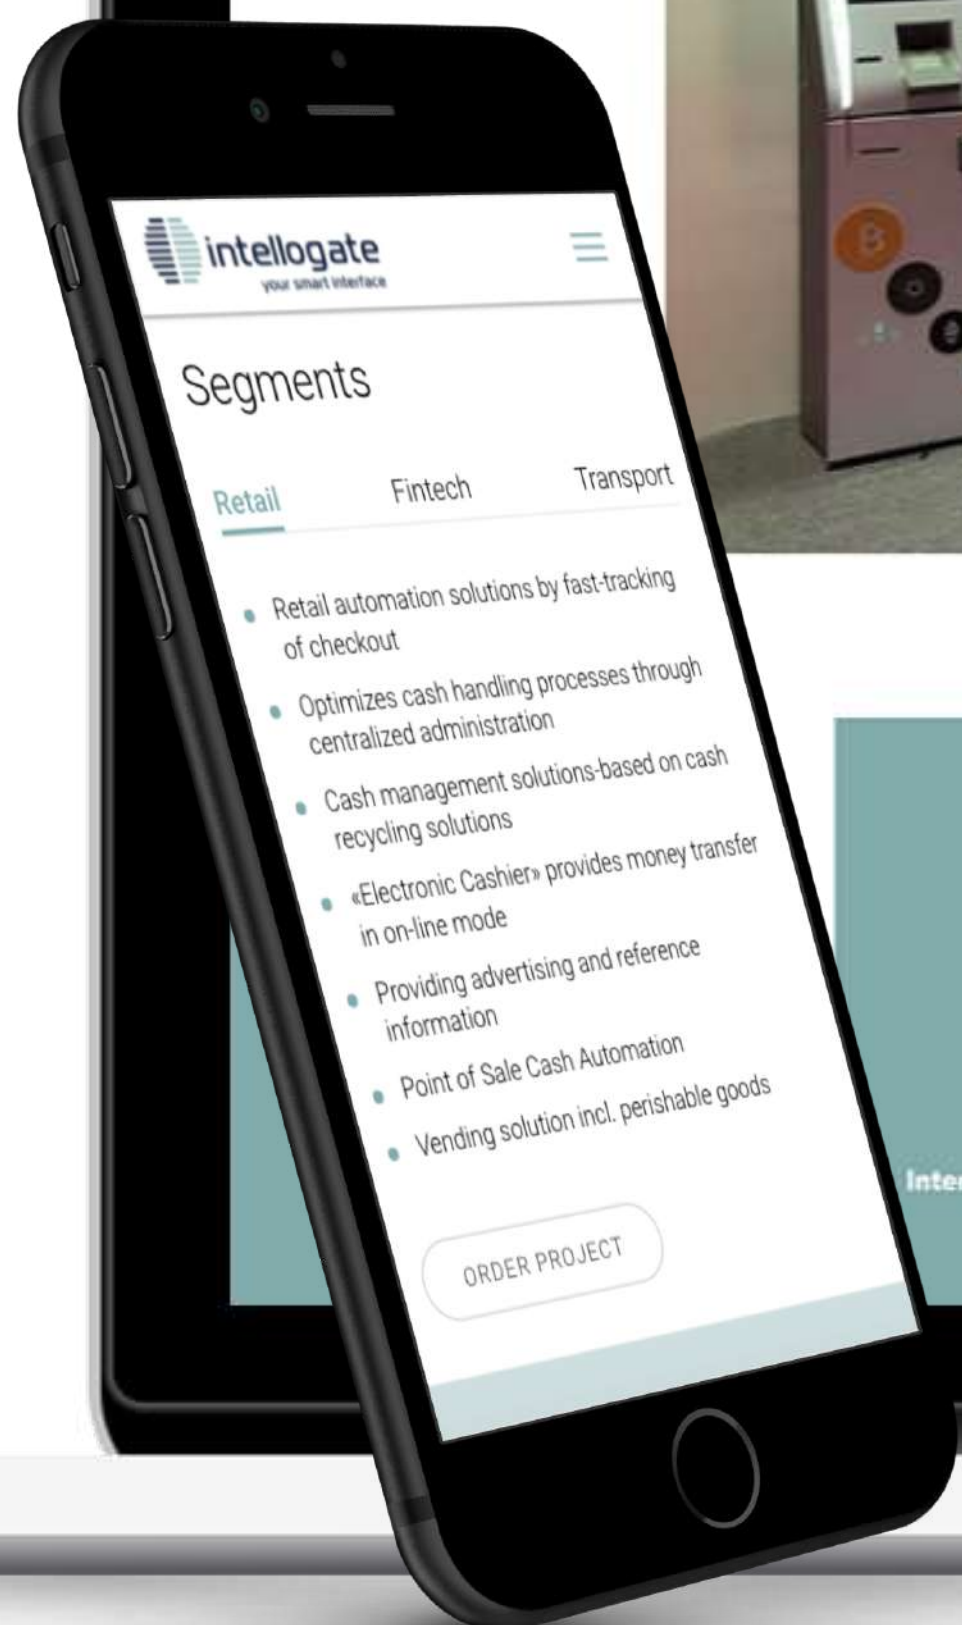 intellogate
your smart interface
Segments
Retail Fintech Transport
Retail automation solutions by fast-tracking
of checkout
Optimizes cash handling processes through
centralized administration
Cash management solutions-based on cash
recycling solutions
«Electronic Cashier» provides money transfer
in on-line mode
Providing advertising and reference
information
Point of Sale Cash Automation
Vending solution incl. perishable goods
Inter
ORDER PROJECT